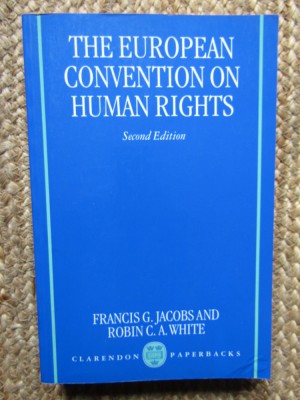 THE EUROPEAN
CONVENTION ON
HUMAN RIGHTS
Second Edition
FRANCIS G. JACOBS AND
ROBIN C. A. WHITE
CLARENDON PAPERBACKS